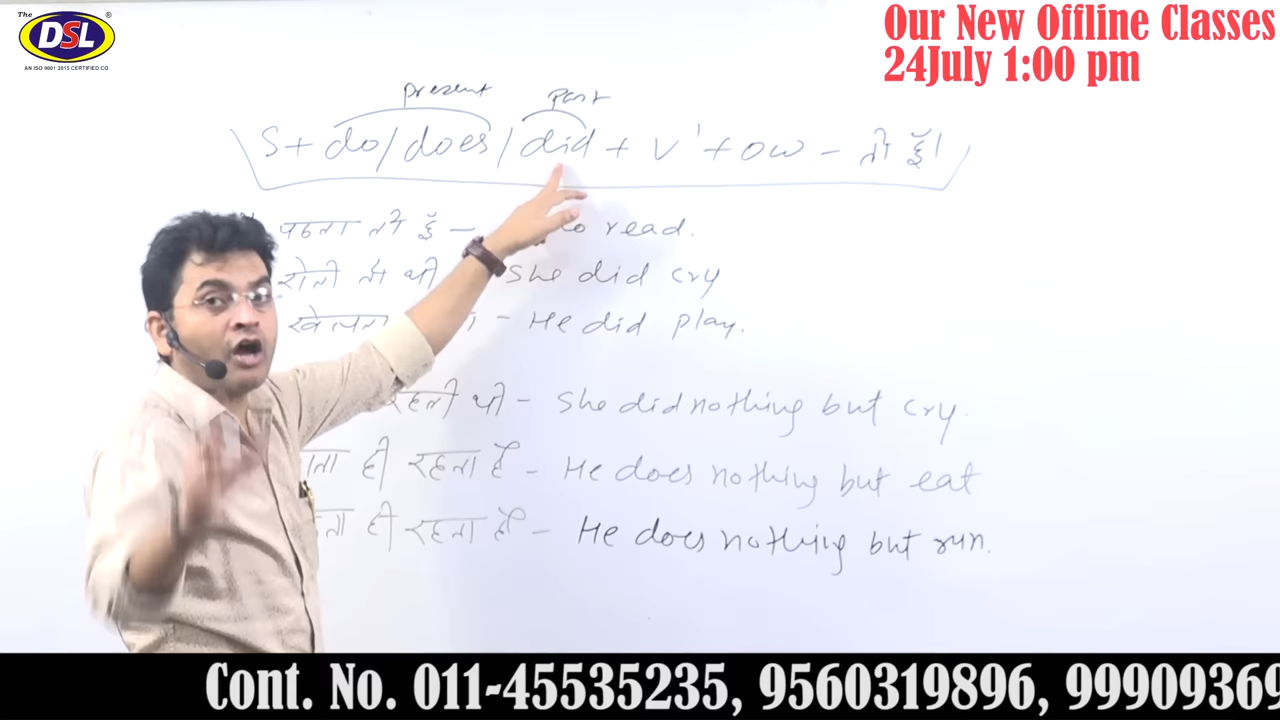 The
DSL
®
AN ISO 9001:2015 CERTIFIED CO.
Our New Offline Classes
24July 1:00 pm
present past
S + do/does/did + V¹ + ow - तो हूँ।
पढता तो हूँ - do read.
रोती तो थी She did cry
खेलता - He did play.
रहती थी - She did nothing but cry.
ही रहता है - He does nothing but eat
ही रहता है - He does nothing but run.
Cont. No. 011-45535235, 9560319896, 99909369